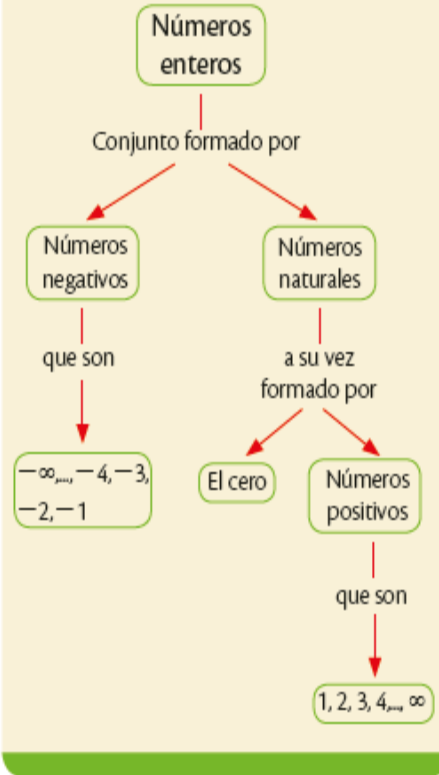 Números
enteros
Conjunto formado por
Números
negativos
Números
naturales
que son
a su vez
formado por
−∞,..., −4, −3,
−2, −1
El cero
Números
positivos
que son
1, 2, 3, 4,..., ∞